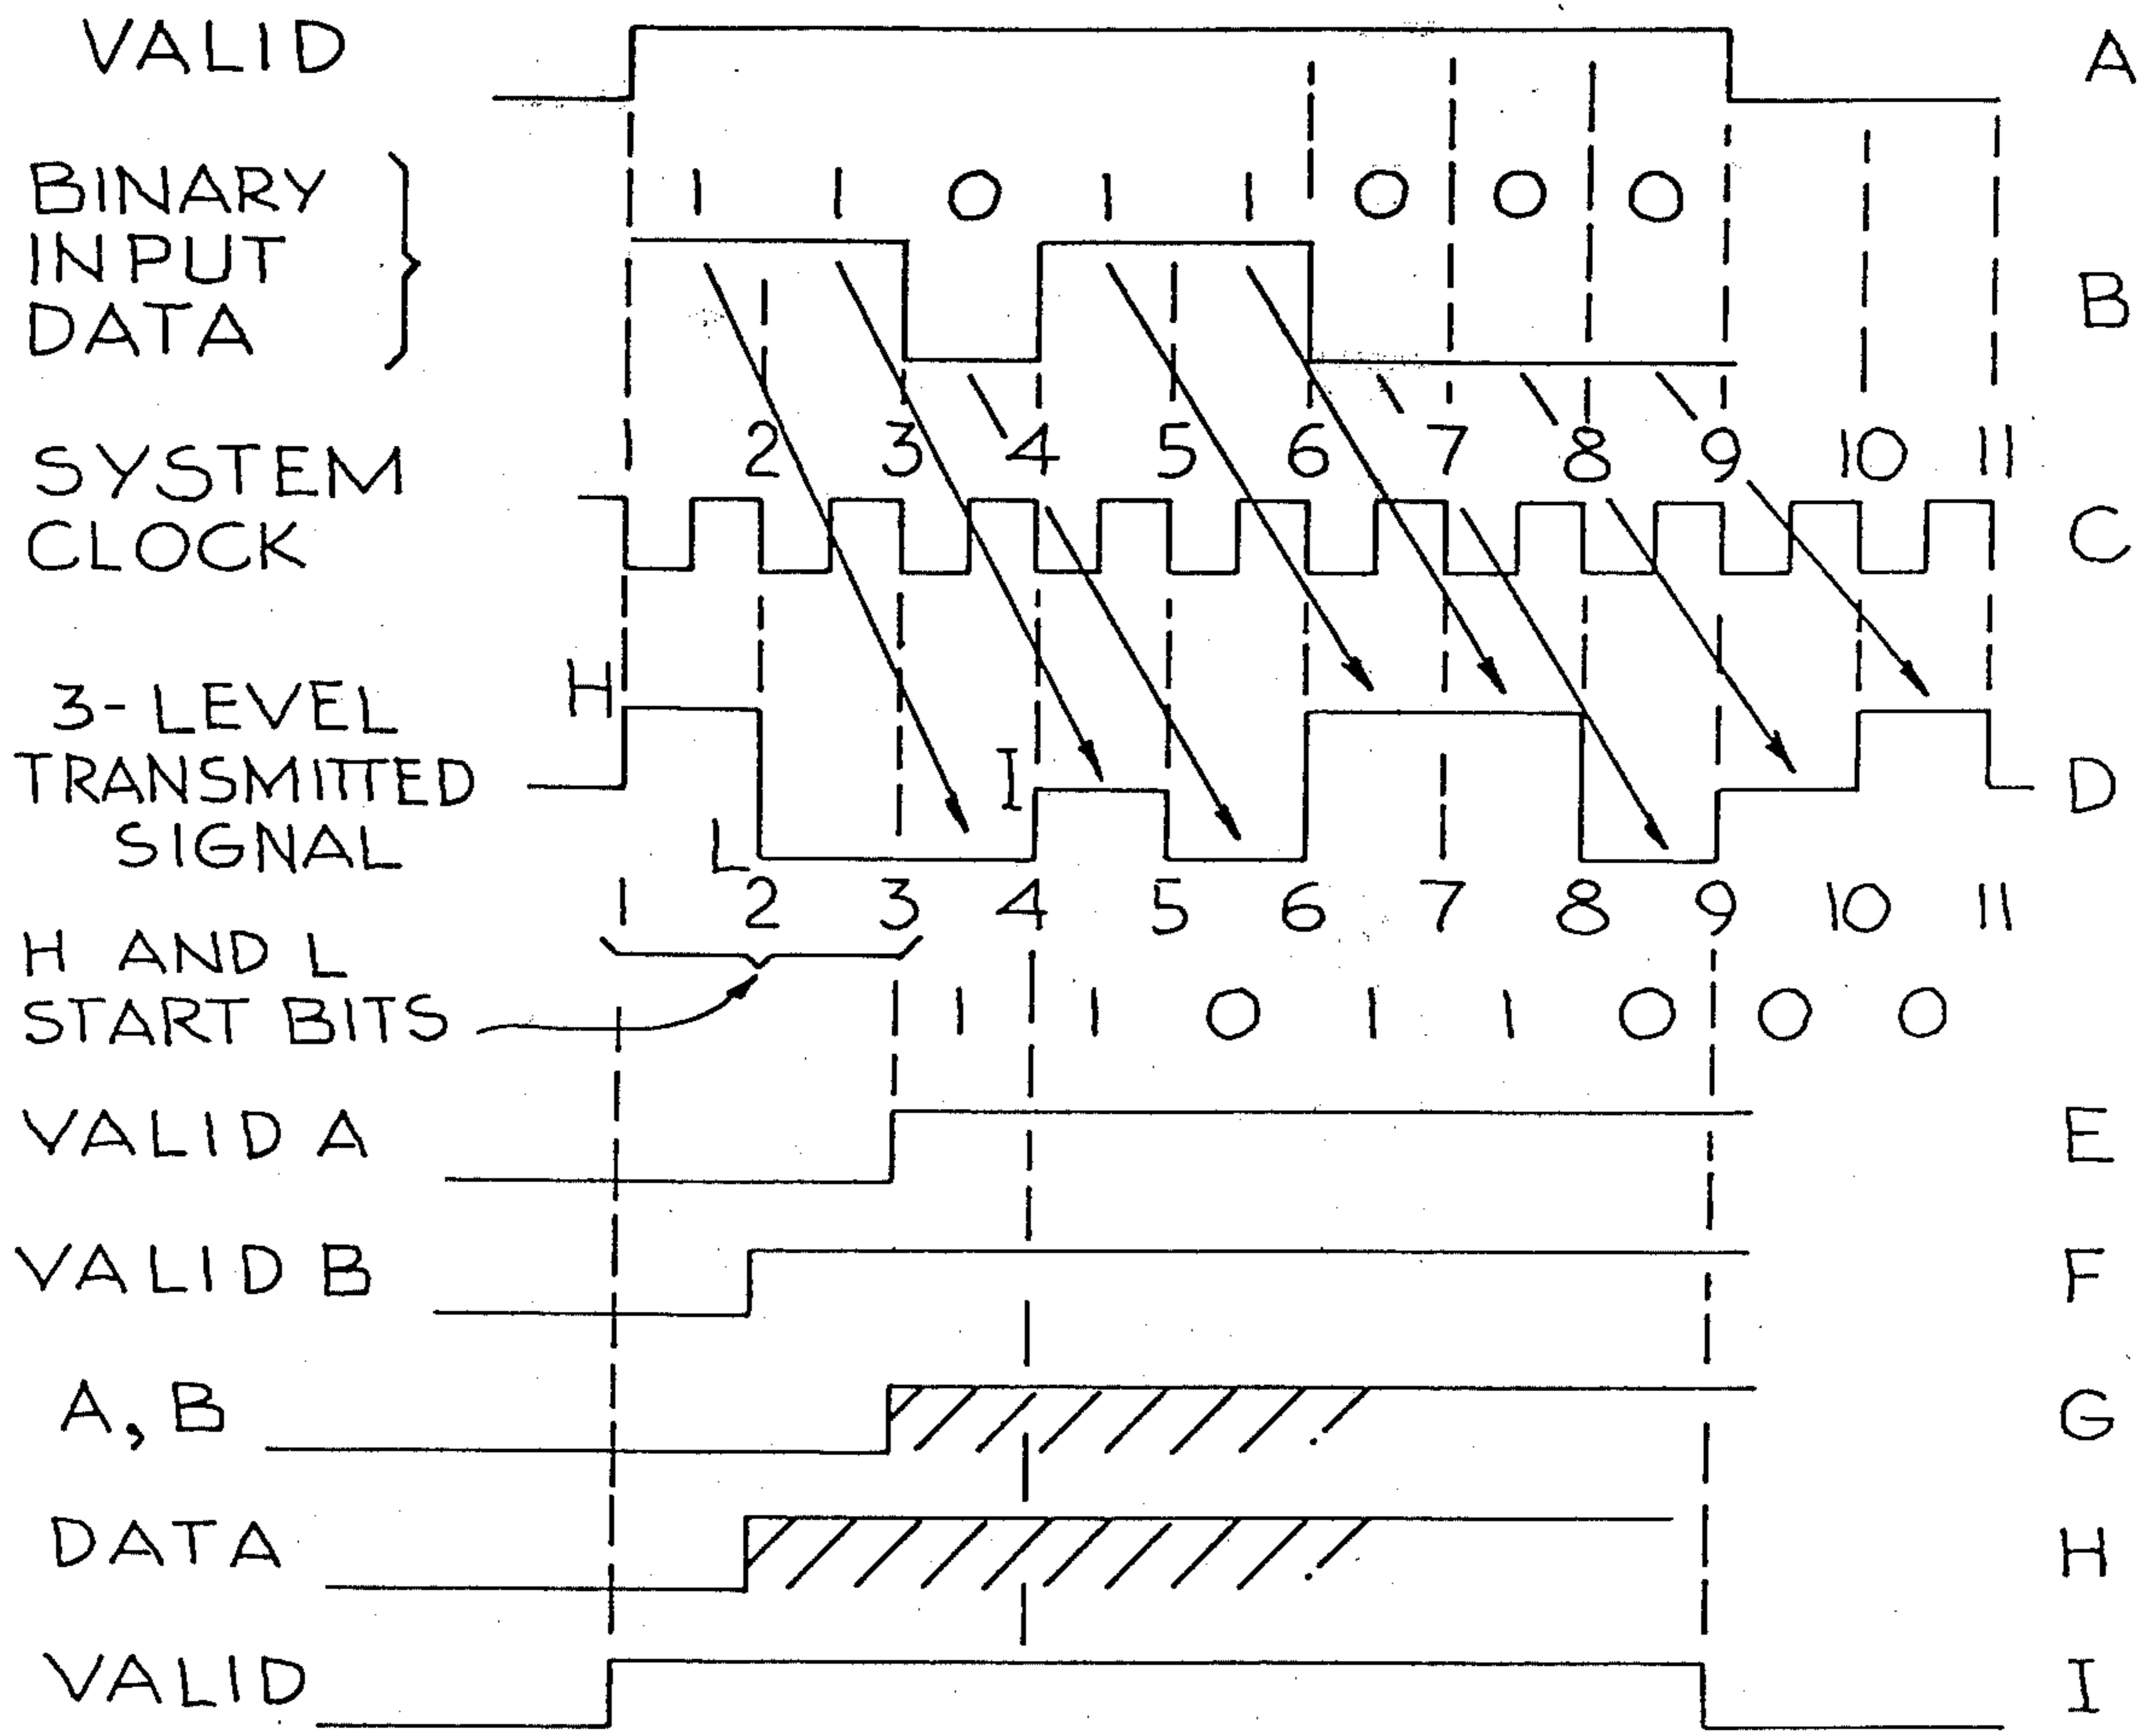 VALID A
BINARY INPUT DATA B
1 1 0 1 1 0 0 0
SYSTEM CLOCK C
1 2 3 4 5 6 7 8 9 10 11
3-LEVEL TRANSMITTED SIGNAL D
H
I
L
1 2 3 4 5 6 7 8 9 10 11
H AND L
START BITS
1 1 0 1 1 0 0 0
VALID A E
VALID B F
A, B G
DATA H
VALID I